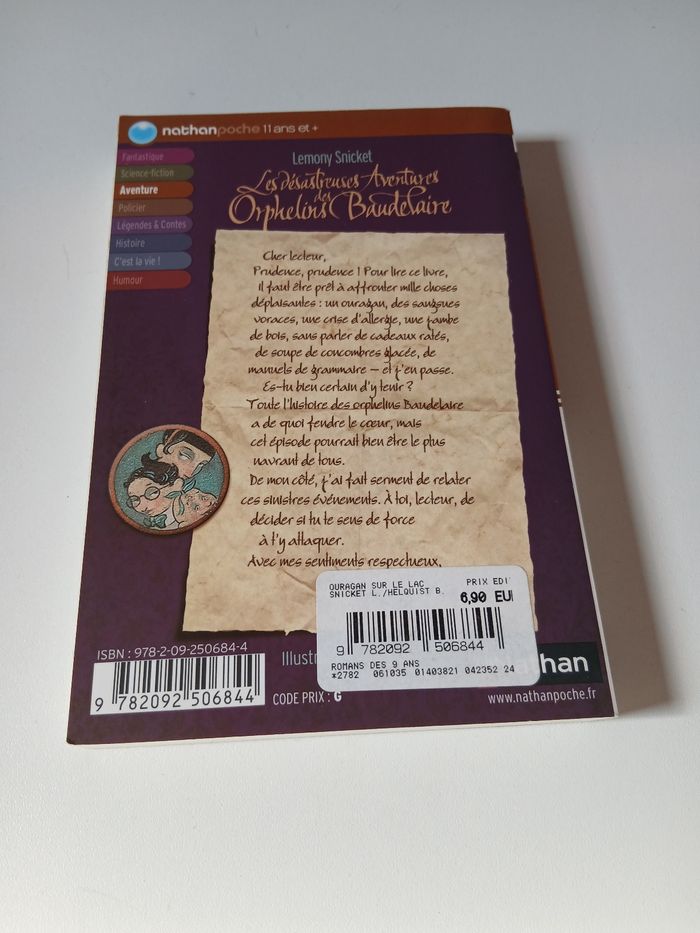 nathanpoche 11 ans et +
Fantastique
Science-fiction
Aventure
Policier
Légendes & Contes
Histoire
C'est la vie !
Humour
Lemony Snicket
Les désastreuses Aventures
des
Orphelins Baudelaire
Cher lecteur,
Prudence, prudence ! Pour lire ce livre,
il faut être prêt à affronter mille choses
déplaisantes : un ouragan, des sangsues
voraces, une crise d'allergie, une jambe
de bois, sans parler de cadeaux ratés,
de soupe de concombres glacée, de
manuels de grammaire – et j'en passe.
Es-tu bien certain d'y tenir ?
Toute l'histoire des orphelins Baudelaire
a de quoi fendre le cœur, mais
cet épisode pourrait bien être le plus
navrant de tous.
De mon côté, j'ai fait serment de relater
ces sinistres événements. À toi, lecteur, de
décider si tu te sens de force
à t'y attaquer.
Avec mes sentiments respectueux,
OURAGAN SUR LE LAC PRIX EDI
SNICKET L./HELQUIST B. 6,90 EU
9 782092 506844
ROMANS DES 9 ANS
*2782 061035 01403821 042352 24
ISBN : 978-2-09-250684-4
9 782092 506844
Illustr
CODE PRIX : G
than
www.nathanpoche.fr